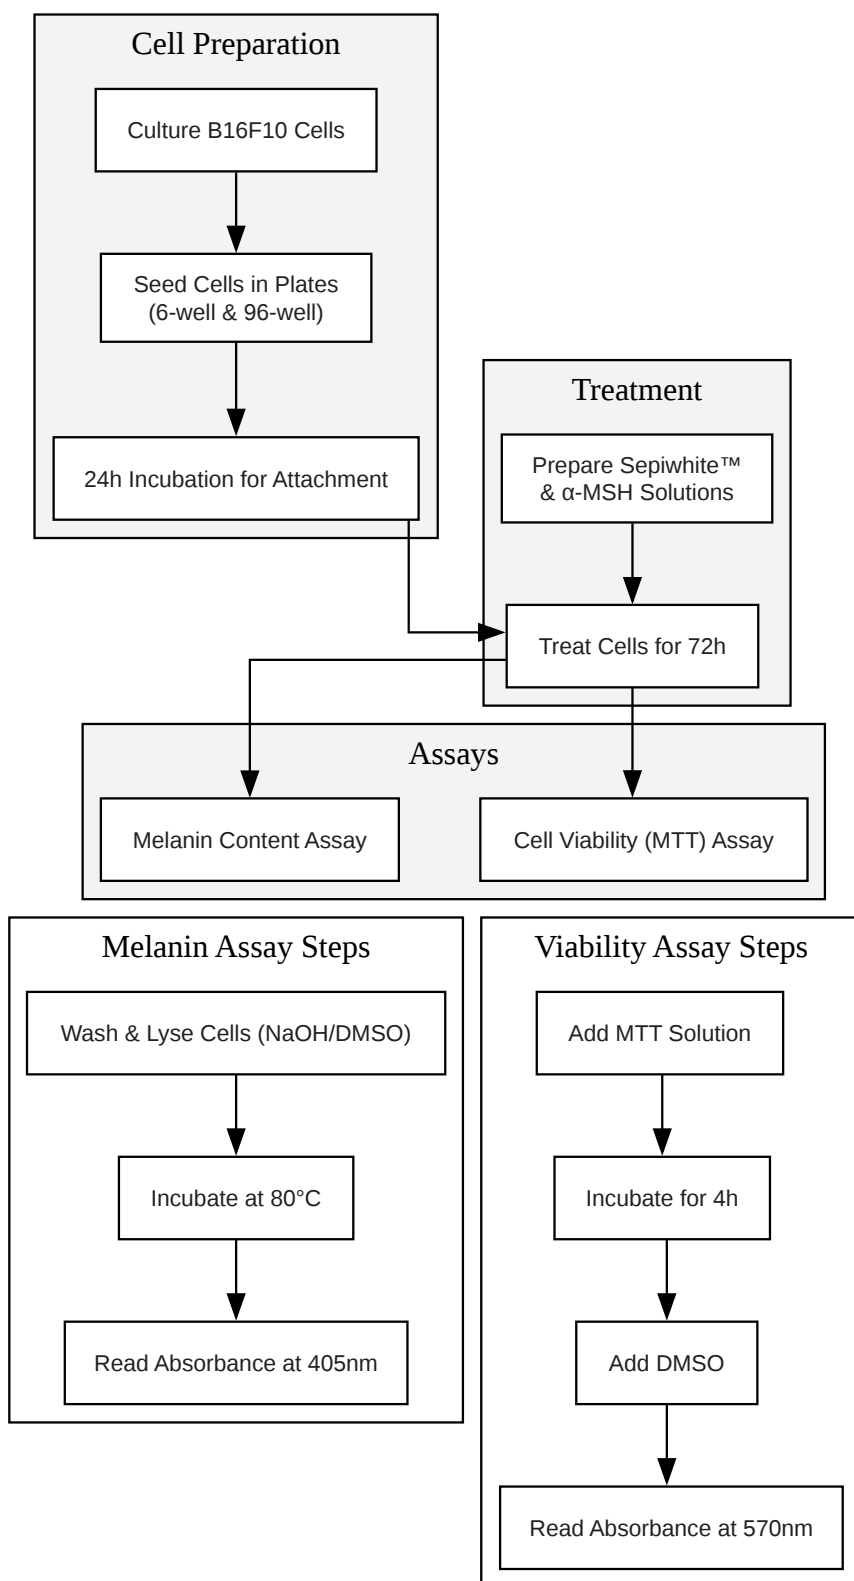 Cell Preparation
Culture B16F10 Cells
Seed Cells in Plates
(6-well & 96-well)
24h Incubation for Attachment
Treatment
Prepare Sepiwhite™
& α-MSH Solutions
Treat Cells for 72h
Assays
Melanin Content Assay
Cell Viability (MTT) Assay
Melanin Assay Steps
Wash & Lyse Cells (NaOH/DMSO)
Incubate at 80°C
Read Absorbance at 405nm
Viability Assay Steps
Add MTT Solution
Incubate for 4h
Add DMSO
Read Absorbance at 570nm